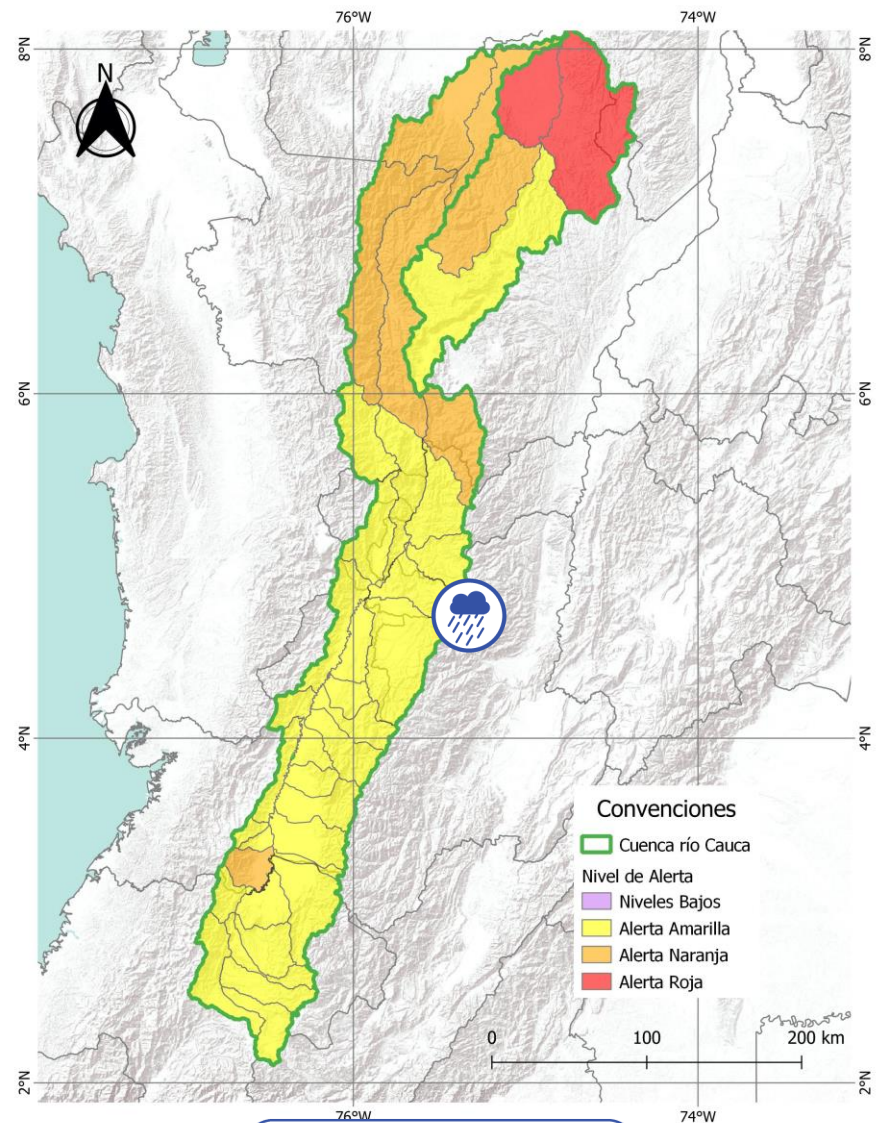 76°W 74°W
8°N 8°N
N
6°N 6°N
4°N 4°N
Convenciones
Cuenca río Cauca
Nivel de Alerta
Niveles Bajos
Alerta Amarilla
Alerta Naranja
Alerta Roja
0 100 200 km
2°N 2°N
76°W 74°W